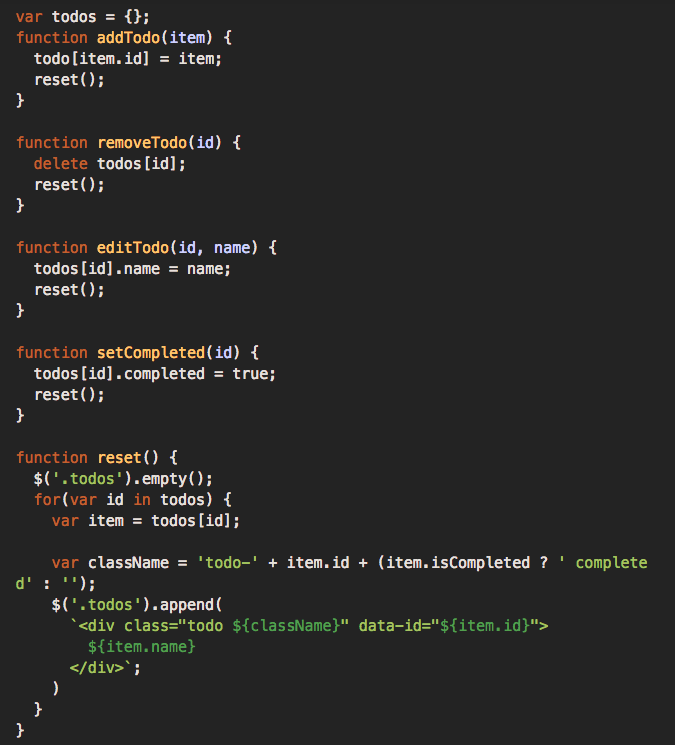 var todos = {};
function addTodo(item) {
  todo[item.id] = item;
  reset();
}

function removeTodo(id) {
  delete todos[id];
  reset();
}

function editTodo(id, name) {
  todos[id].name = name;
  reset();
}

function setCompleted(id) {
  todos[id].completed = true;
  reset();
}

function reset() {
  $('.todos').empty();
  for(var id in todos) {
    var item = todos[id];

    var className = 'todo-' + item.id + (item.isCompleted ? ' complete
d' : '');
    $('.todos').append(
      `<div class="todo ${className}" data-id="${item.id}">
        ${item.name}
      </div>`;
    )
  }
}